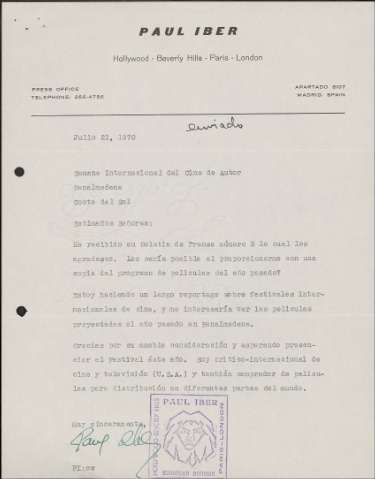 PAUL IBER
Hollywood - Beverly Hills - Paris - London
PRESS OFFICE
TELEPHONE:
APARTADO
MADRID, SPAIN
enviado
Julio 21, 1970
Semana Internacional del Cine de Autor
Benalmadena
Costa del Sol
Estimados Señores:
He recibido su Boletin de Prensa número 2 lo cual les
agradezco. Les sería posible el proporcionarme con una
copia del programa de peliculas del año pasado?
Estoy haciendo un largo reportage sobre festivales inter-
nacionales de cine, y me interesaría ver las peliculas
proyectadas el año pasado en Benalmadena.
Gracias por su amable consideración y esperando presen-
ciar el Festival éste año. Soy critico-internacional de
cine y televisión (U.S.A.) y también comprador de pelicu-
las para distribución en diferentes partes del mundo.
Muy sinceramente,
PAUL IBER
PARIS-LONDON